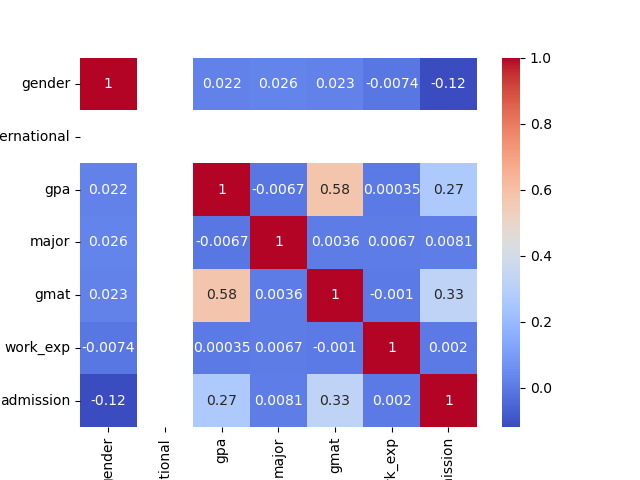 gender 1 0.022 0.026 0.023 -0.0074 -0.12
ernational
gpa 0.022 1 -0.0067 0.58 0.00035 0.27
major 0.026 -0.0067 1 0.0036 0.0067 0.0081
gmat 0.023 0.58 0.0036 1 -0.001 0.33
work_exp -0.0074 0.00035 0.0067 -0.001 1 0.002
admission -0.12 0.27 0.0081 0.33 0.002 1
ender
tional
gpa
major
gmat
rk_exp
ission
1.0
0.8
0.6
0.4
0.2
0.0